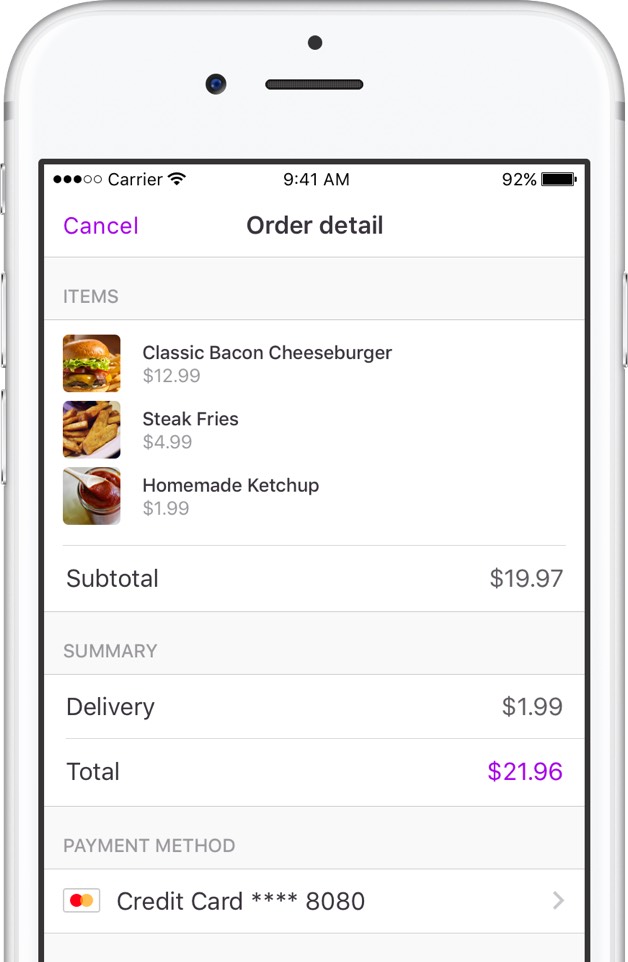 Carrier 9:41 AM 92%
Cancel Order detail
ITEMS
Classic Bacon Cheeseburger
$12.99
Steak Fries
$4.99
Homemade Ketchup
$1.99
Subtotal $19.97
SUMMARY
Delivery $1.99
Total $21.96
PAYMENT METHOD
Credit Card **** 8080